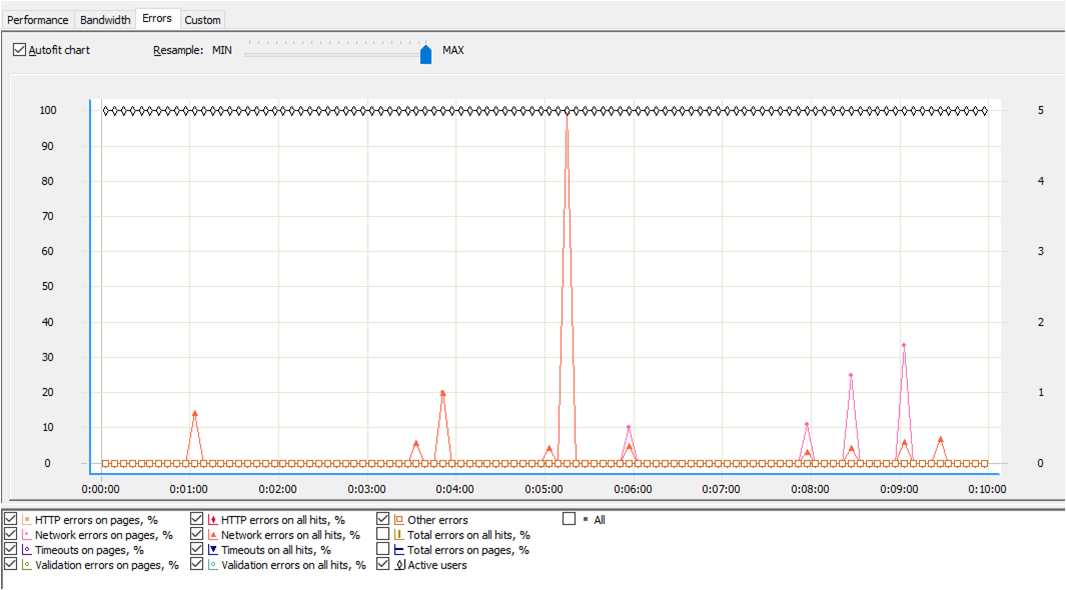 Performance Bandwidth Errors Custom
Autofit chart Resample: MIN MAX
100 5
90
80 4
70
60 3
50
40 2
30
20 1
10
0 0
0:00:00 0:01:00 0:02:00 0:03:00 0:04:00 0:05:00 0:06:00 0:07:00 0:08:00 0:09:00 0:10:00
HTTP errors on pages, % HTTP errors on all hits, % Other errors All
Network errors on pages, % Network errors on all hits, % Total errors on all hits, %
Timeouts on pages, % Timeouts on all hits, % Total errors on pages, %
Validation errors on pages, % Validation errors on all hits, % Active users